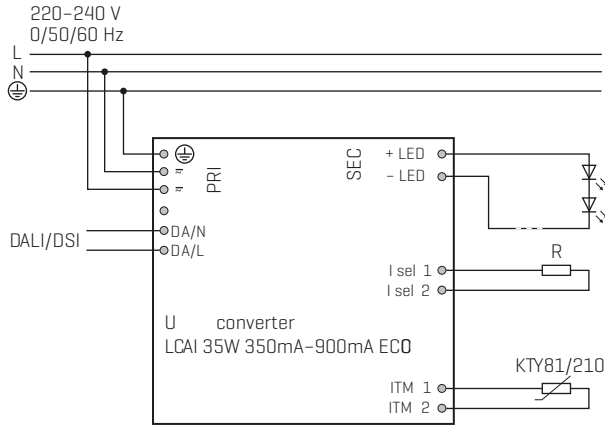 220–240 V
0/50/60 Hz
L
N
PRI
SEC
+ LED
– LED
DALI/DSI
DA/N
DA/L
I sel 1
I sel 2
R
U converter
LCAI 35W 350mA–900mA ECO
KTY81/210
ITM 1
ITM 2